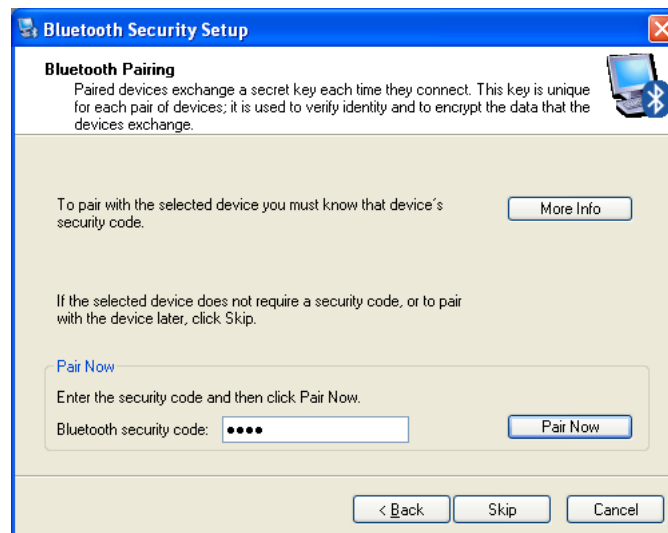 Bluetooth Security Setup
Bluetooth Pairing
Paired devices exchange a secret key each time they connect. This key is unique
for each pair of devices; it is used to verify identity and to encrypt the data that the
devices exchange.
To pair with the selected device you must know that device's
security code.
More Info
If the selected device does not require a security code, or to pair
with the device later, click Skip.
Pair Now
Enter the security code and then click Pair Now.
Bluetooth security code: ●●●●
Pair Now
< Back
Skip
Cancel